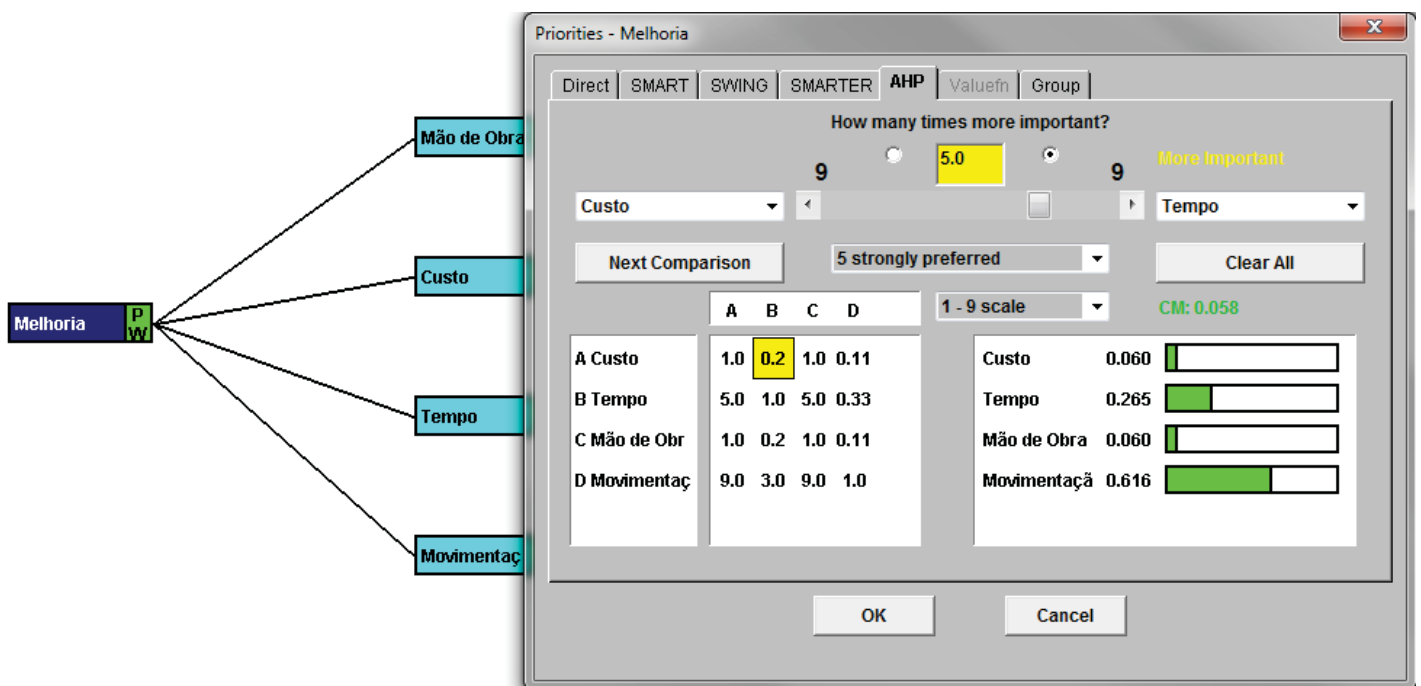 Priorities - Melhoria
Direct SMART SWING SMARTER AHP Valuefn Group
How many times more important?
9 5.0 9 More Important
Custo Tempo
Next Comparison 5 strongly preferred Clear All
A B C D 1 - 9 scale CM: 0.058
A Custo 1.0 0.2 1.0 0.11 Custo 0.060
B Tempo 5.0 1.0 5.0 0.33 Tempo 0.265
C Mão de Obr 1.0 0.2 1.0 0.11 Mão de Obra 0.060
D Movimentaç 9.0 3.0 9.0 1.0 Movimentaçã 0.616
OK Cancel
Melhoria P W
Mão de Obra
Custo
Tempo
Movimentaç